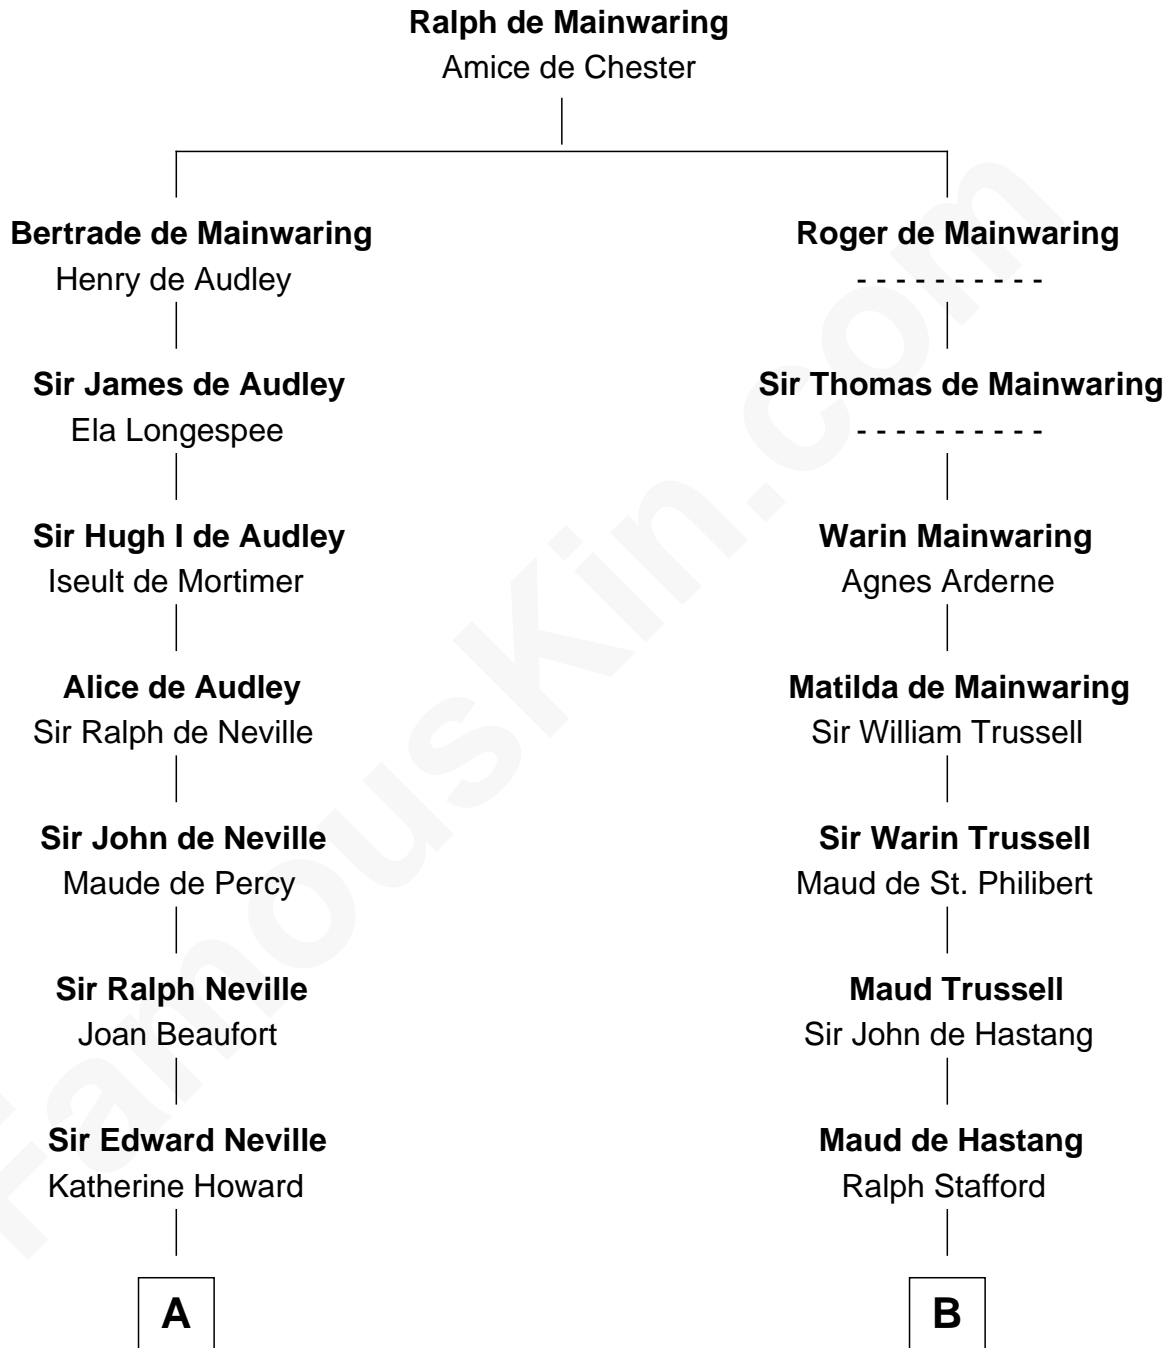 Ralph de Mainwaring
Amice de Chester
Bertrade de Mainwaring
Henry de Audley
Roger de Mainwaring
- - - - - - - - - -
Sir James de Audley
Ela Longespee
Sir Thomas de Mainwaring
- - - - - - - - - -
Sir Hugh I de Audley
Iseult de Mortimer
Warin Mainwaring
Agnes Arderne
Alice de Audley
Sir Ralph de Neville
Matilda de Mainwaring
Sir William Trussell
Sir John de Neville
Maude de Percy
Sir Warin Trussell
Maud de St. Philibert
Sir Ralph Neville
Joan Beaufort
Maud Trussell
Sir John de Hastang
Sir Edward Neville
Katherine Howard
Maud de Hastang
Ralph Stafford
A
B
FamousKin.com